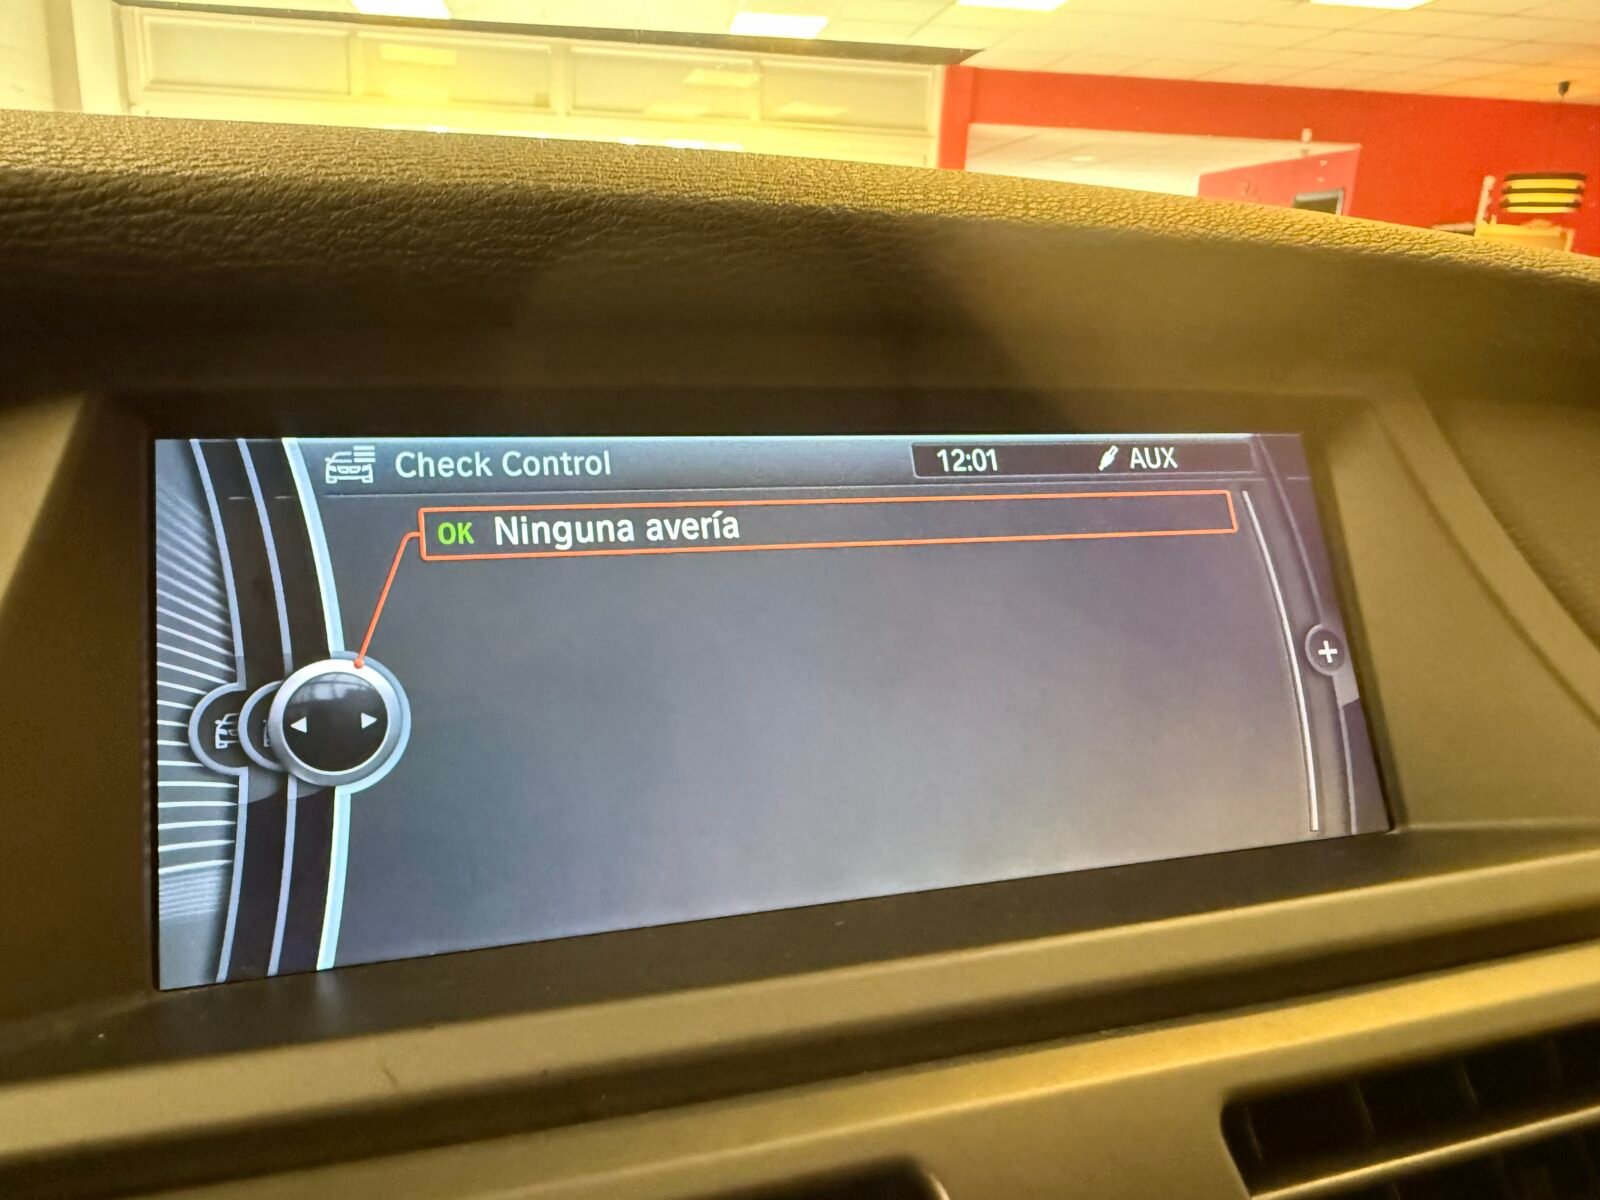 Check Control
12:01 AUX
OK Ninguna avería